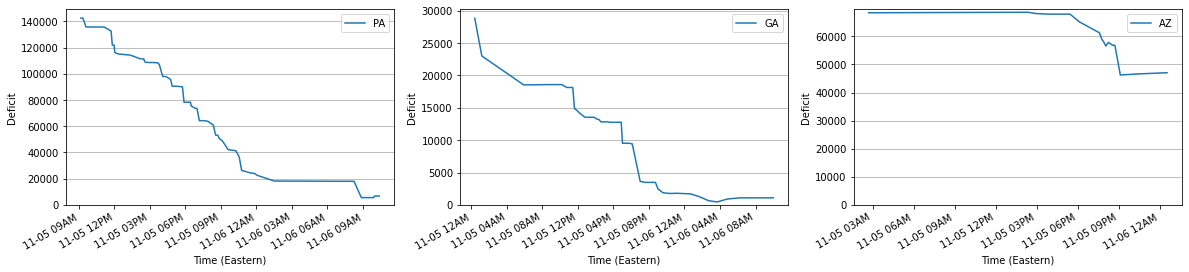 140000
120000
100000
80000
60000
40000
20000
0
Deficit
PA
11-05 09AM
11-05 12PM
11-05 03PM
11-05 06PM
11-05 09PM
11-06 12AM
11-06 03AM
11-06 06AM
11-06 09AM
Time (Eastern)
30000
25000
20000
15000
10000
5000
0
Deficit
GA
11-05 12AM
11-05 04AM
11-05 08AM
11-05 12PM
11-05 04PM
11-05 08PM
11-06 12AM
11-06 04AM
11-06 08AM
Time (Eastern)
60000
50000
40000
30000
20000
10000
0
Deficit
AZ
11-05 03AM
11-05 06AM
11-05 09AM
11-05 12PM
11-05 03PM
11-05 06PM
11-05 09PM
11-06 12AM
Time (Eastern)